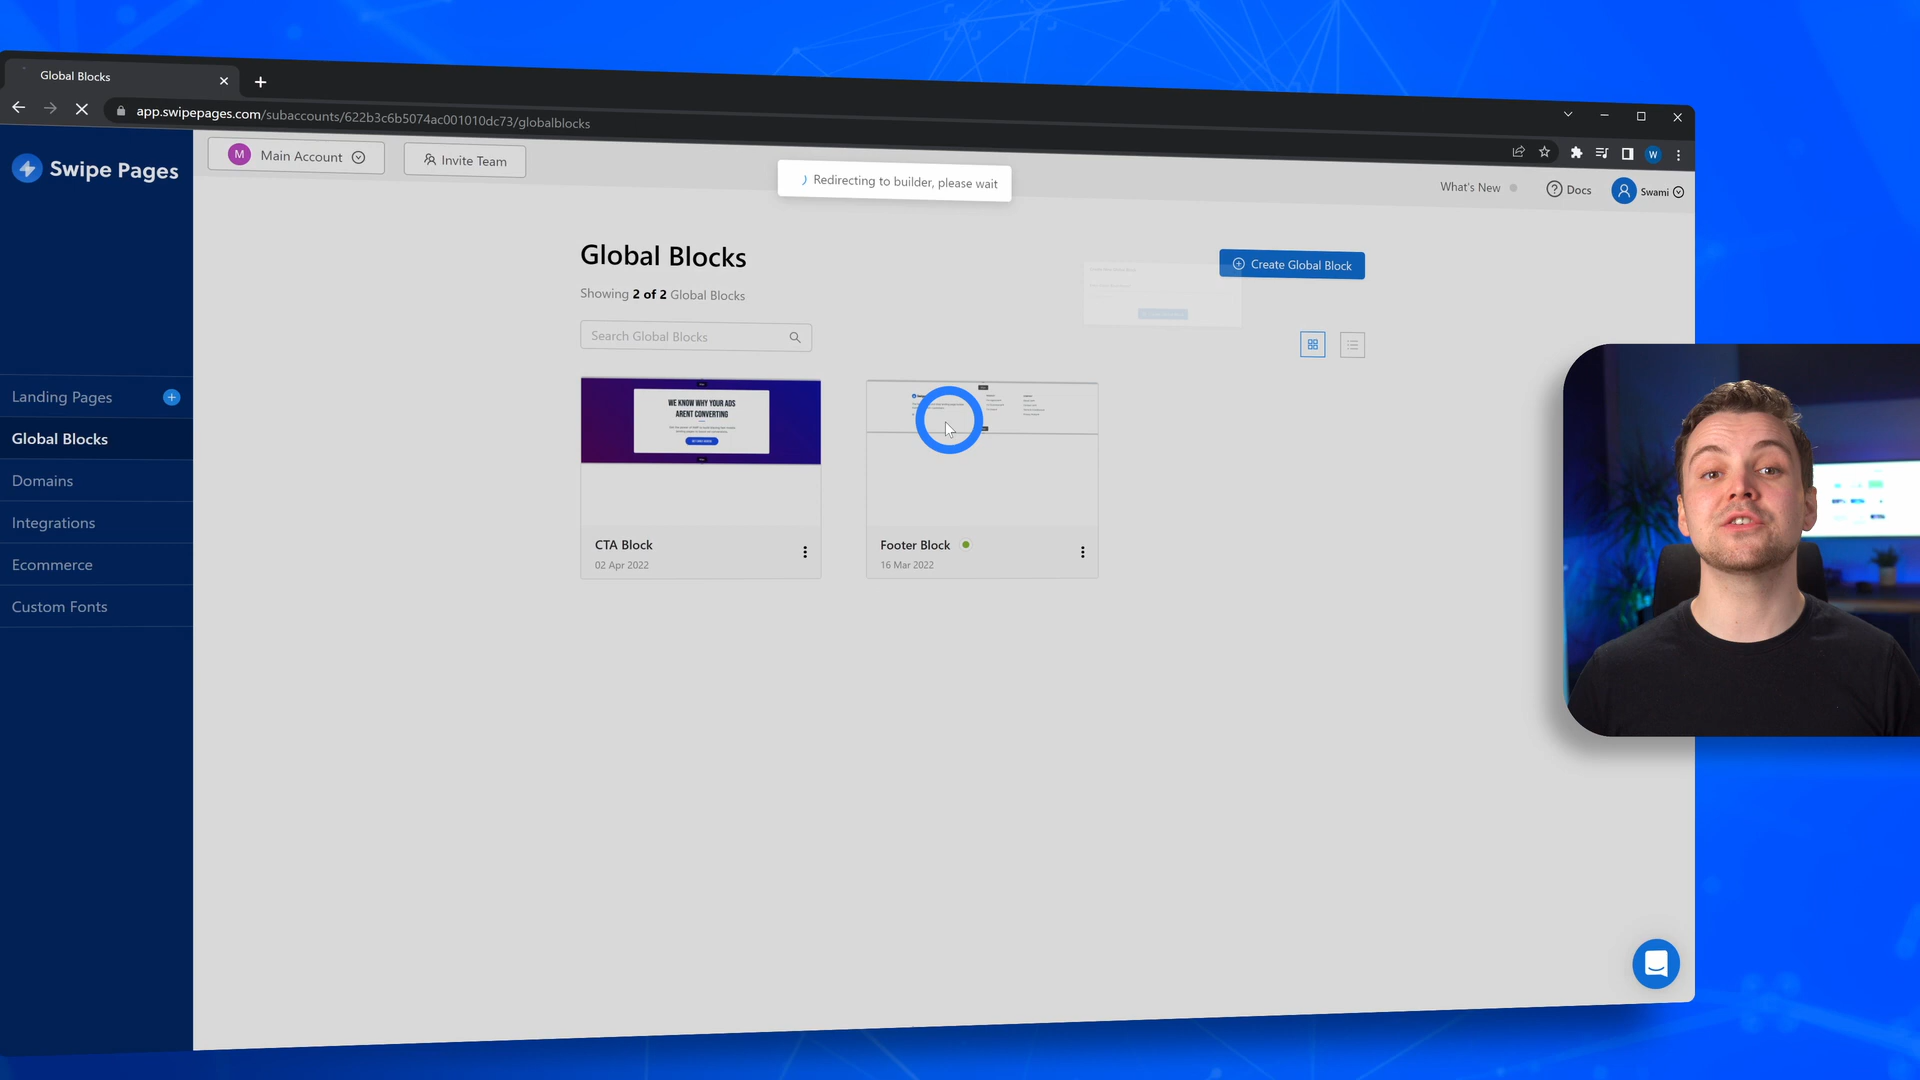 Global Blocks
app.swipepages.com/subaccounts/622b3c6b5074ac001010dc73/globalblocks
Swipe Pages
M Main Account
Invite Team
Redirecting to builder, please wait
What's New
Docs
Swami
W
Global Blocks
Create Global Block
Showing 2 of 2 Global Blocks
Search Global Blocks
Landing Pages
Global Blocks
Domains
Integrations
Ecommerce
Custom Fonts
WE KNOW WHY YOUR ADS
ARENT CONVERTING
CTA Block
02 Apr 2022
Footer Block
16 Mar 2022